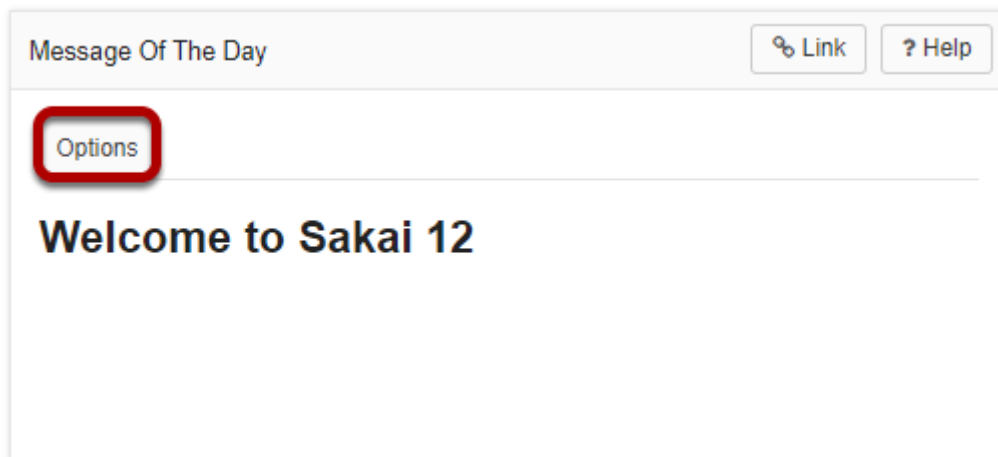 Message Of The Day
Link
? Help
Options
Welcome to Sakai 12